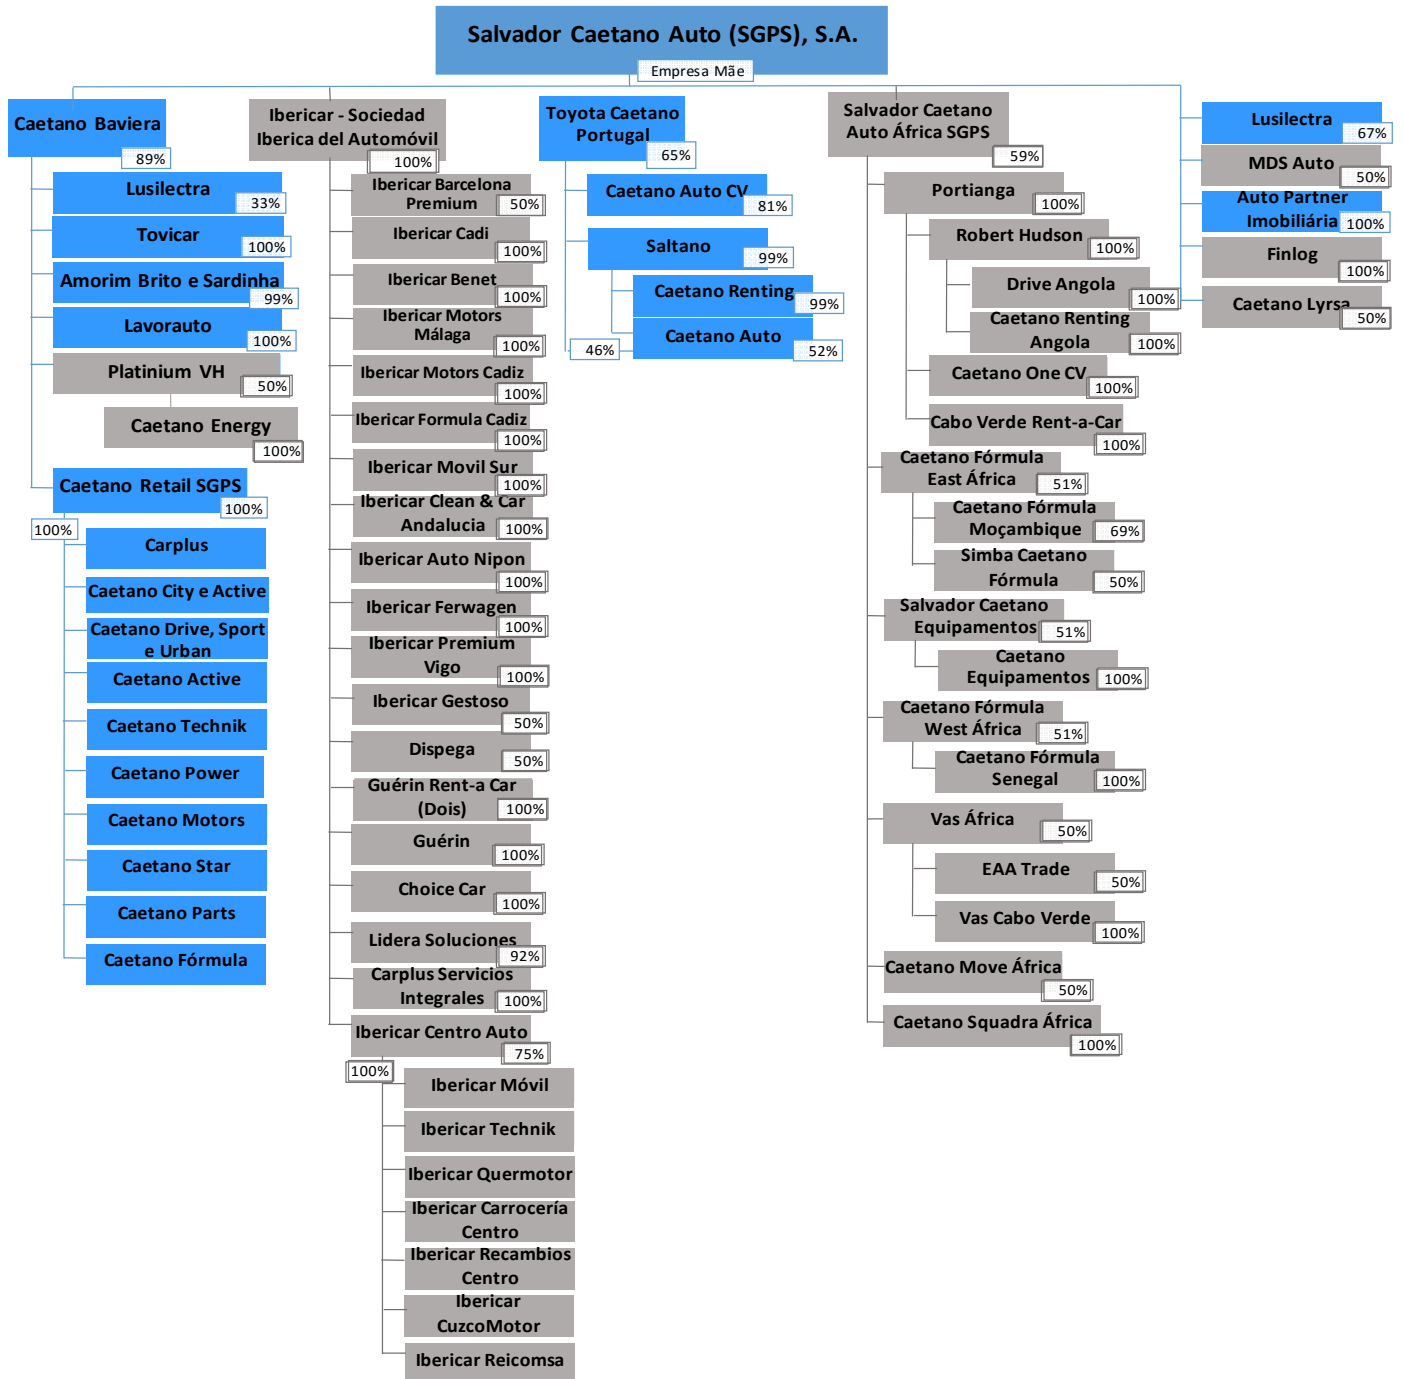 Salvador Caetano Auto (SGPS), S.A.
Empresa Mãe
Caetano Baviera
89%
Lusilectra
33%
Tovicar
100%
Amorim Brito e Sardinha
99%
Lavorauto
100%
Platinium VH
50%
Caetano Energy
100%
Caetano Retail SGPS
100%
100%
Carplus
Caetano City e Active
Caetano Drive, Sport
e Urban
Caetano Active
Caetano Technik
Caetano Power
Caetano Motors
Caetano Star
Caetano Parts
Caetano Fórmula
Ibericar - Sociedad
Iberica del Automóvil
100%
Ibericar Barcelona
Premium
50%
Ibericar Cadi
100%
Ibericar Benet
100%
Ibericar Motors
Málaga
100%
Ibericar Motors Cadiz
100%
Ibericar Formula Cadiz
100%
Ibericar Movil Sur
100%
Ibericar Clean & Car
Andalucia
100%
Ibericar Auto Nipon
100%
Ibericar Ferwagen
100%
Ibericar Premium
Vigo
100%
Ibericar Gestoso
50%
Dispega
50%
Guérin Rent-a Car
(Dois)
100%
Guérin
100%
Choice Car
100%
Lidera Soluciones
92%
Carplus Servicios
Integrales
100%
Ibericar Centro Auto
75%
100%
Ibericar Móvil
Ibericar Technik
Ibericar Quermotor
Ibericar Carrocería
Centro
Ibericar Recambios
Centro
Ibericar
CuzcoMotor
Ibericar Reicomsa
Toyota Caetano
Portugal
65%
Caetano Auto CV
81%
Saltano
99%
Caetano Renting
99%
Caetano Auto
46%
52%
Salvador Caetano
Auto África SGPS
59%
Portianga
100%
Robert Hudson
100%
Drive Angola
100%
Caetano Renting
Angola
100%
Caetano One CV
100%
Cabo Verde Rent-a-Car
100%
Caetano Fórmula
East África
51%
Caetano Fórmula
Moçambique
69%
Simba Caetano
Fórmula
50%
Salvador Caetano
Equipamentos
51%
Caetano
Equipamentos
100%
Caetano Fórmula
West África
51%
Caetano Fórmula
Senegal
100%
Vas África
50%
EAA Trade
50%
Vas Cabo Verde
100%
Caetano Move África
50%
Caetano Squadra África
100%
Lusilectra
67%
MDS Auto
50%
Auto Partner
Imobiliária
100%
Finlog
100%
Caetano Lyrsa
50%